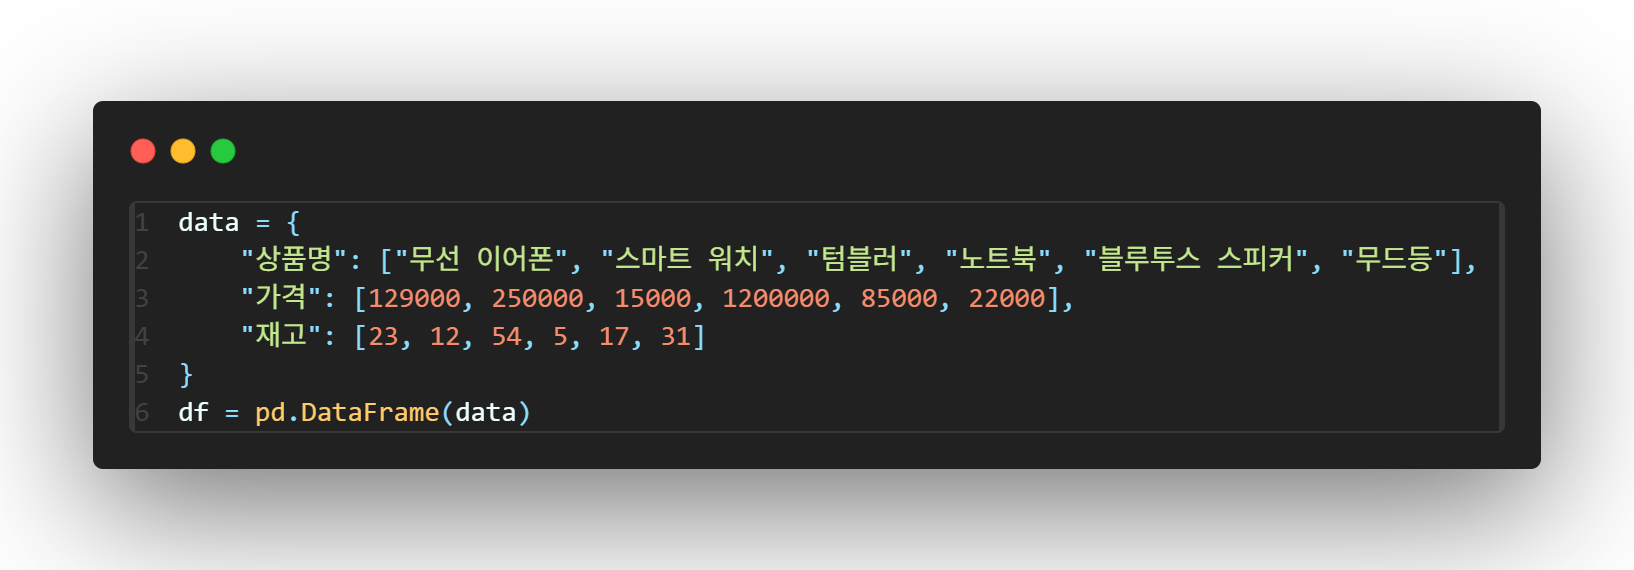 1 data = {
2     "상품명": ["무선 이어폰", "스마트 워치", "텀블러", "노트북", "블루투스 스피커", "무드등"],
3     "가격": [129000, 250000, 15000, 1200000, 85000, 22000],
4     "재고": [23, 12, 54, 5, 17, 31]
5 }
6 df = pd.DataFrame(data)